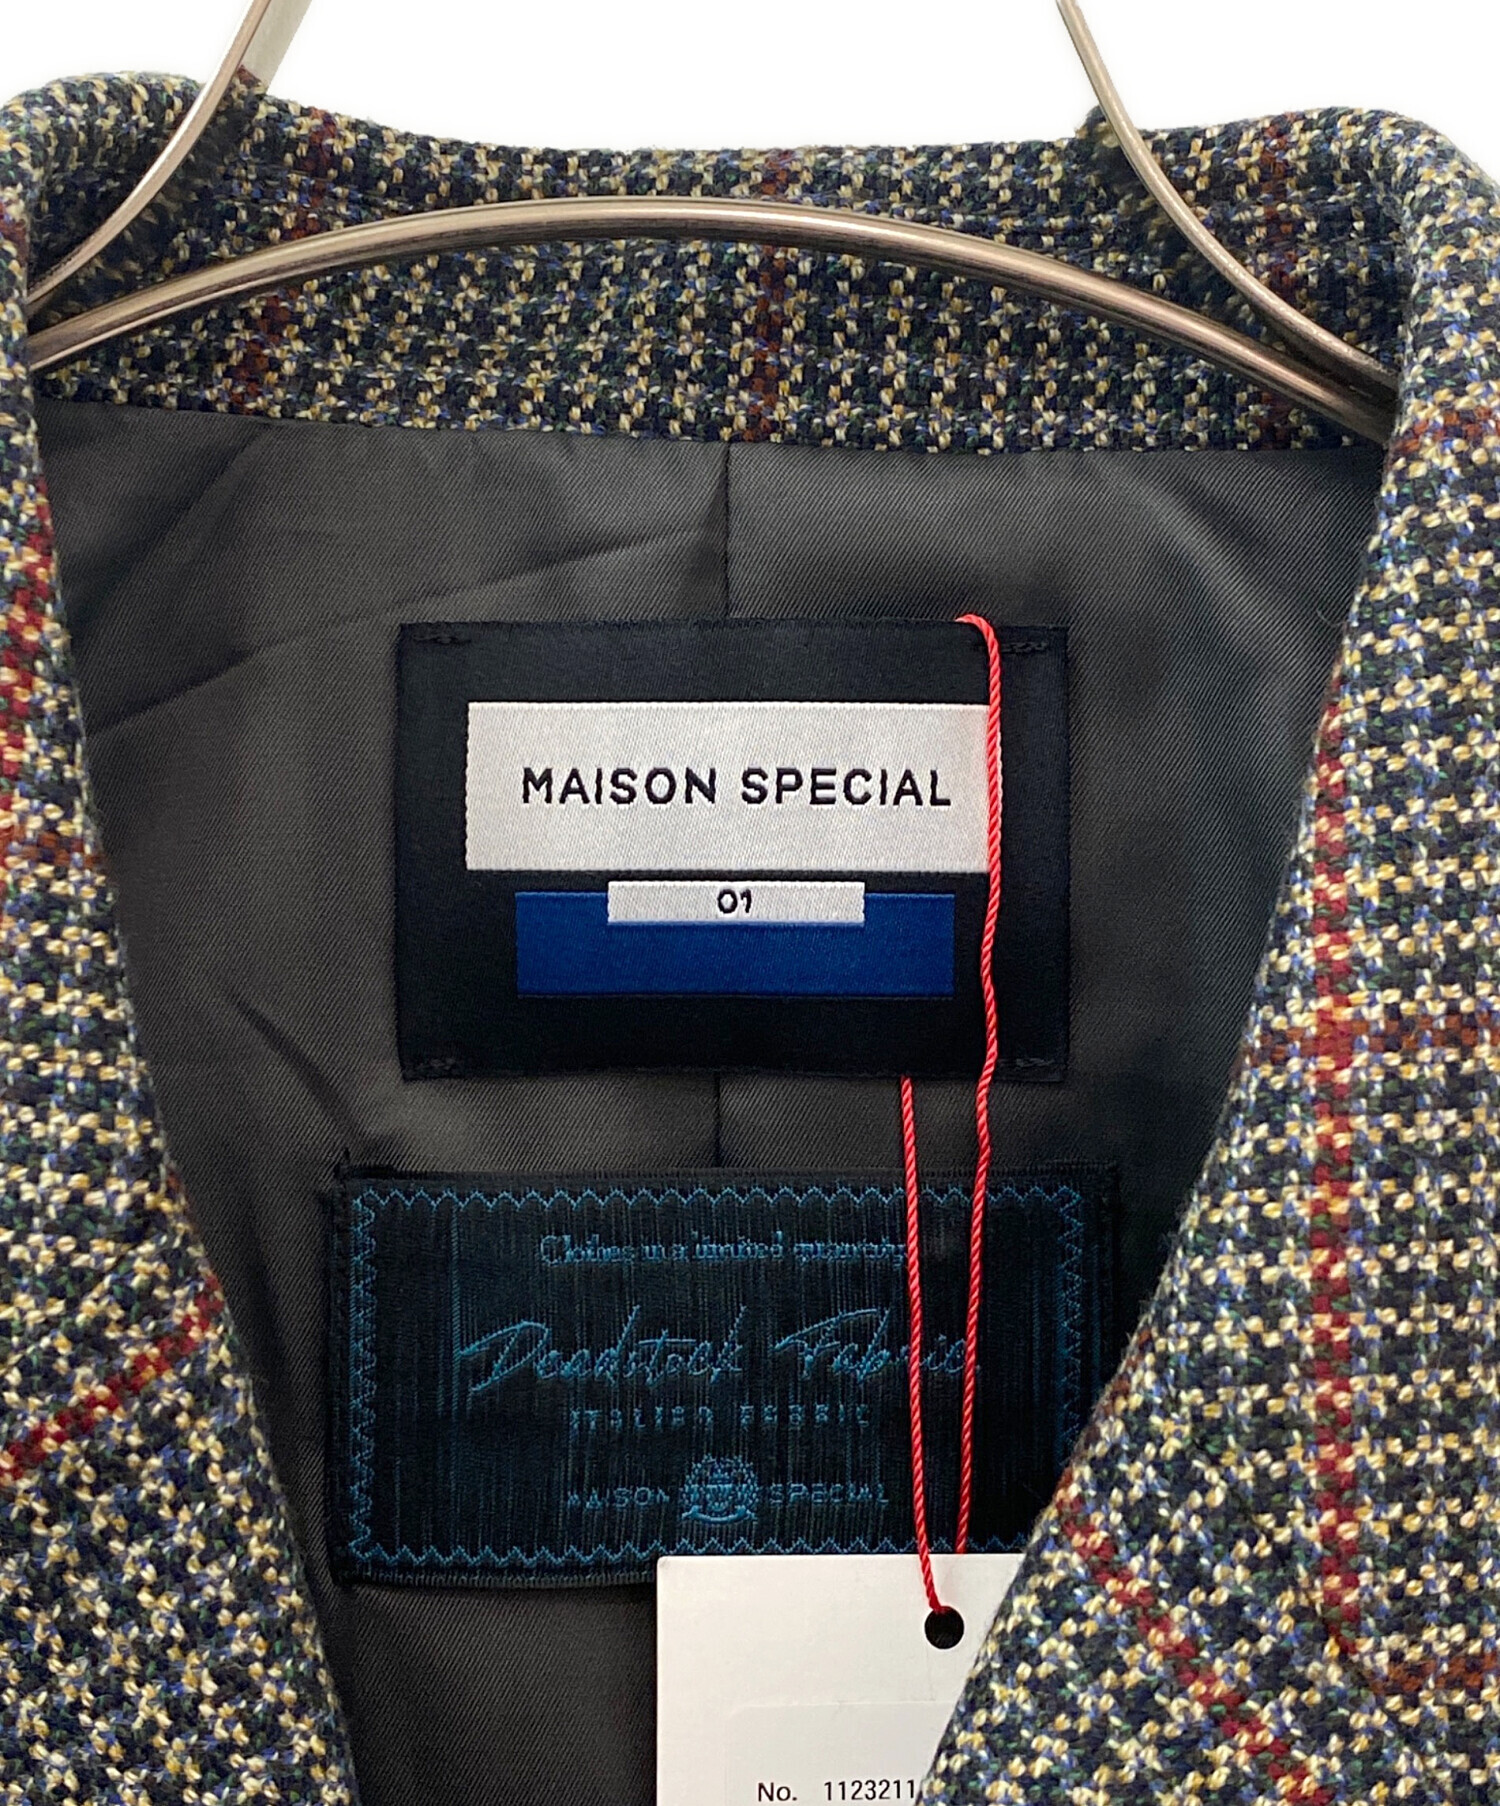 MAISON SPECIAL
01
Clothes in a limited quantity
Deadstock Fabric.
ITALIAN FABRIC
MAISON SPECIAL
No. 1123211